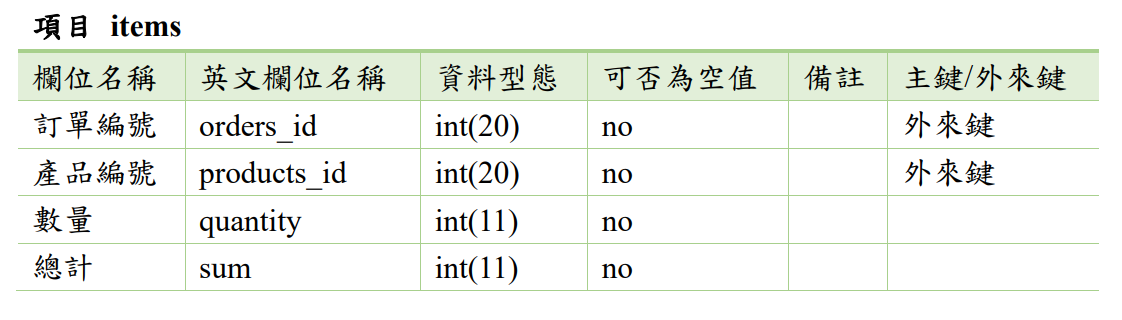 項目 items
欄位名稱 英文欄位名稱 資料型態 可否為空值 備註 主鍵/外來鍵
訂單編號 orders_id int(20) no 外來鍵
產品編號 products_id int(20) no 外來鍵
數量 quantity int(11) no
總計 sum int(11) no